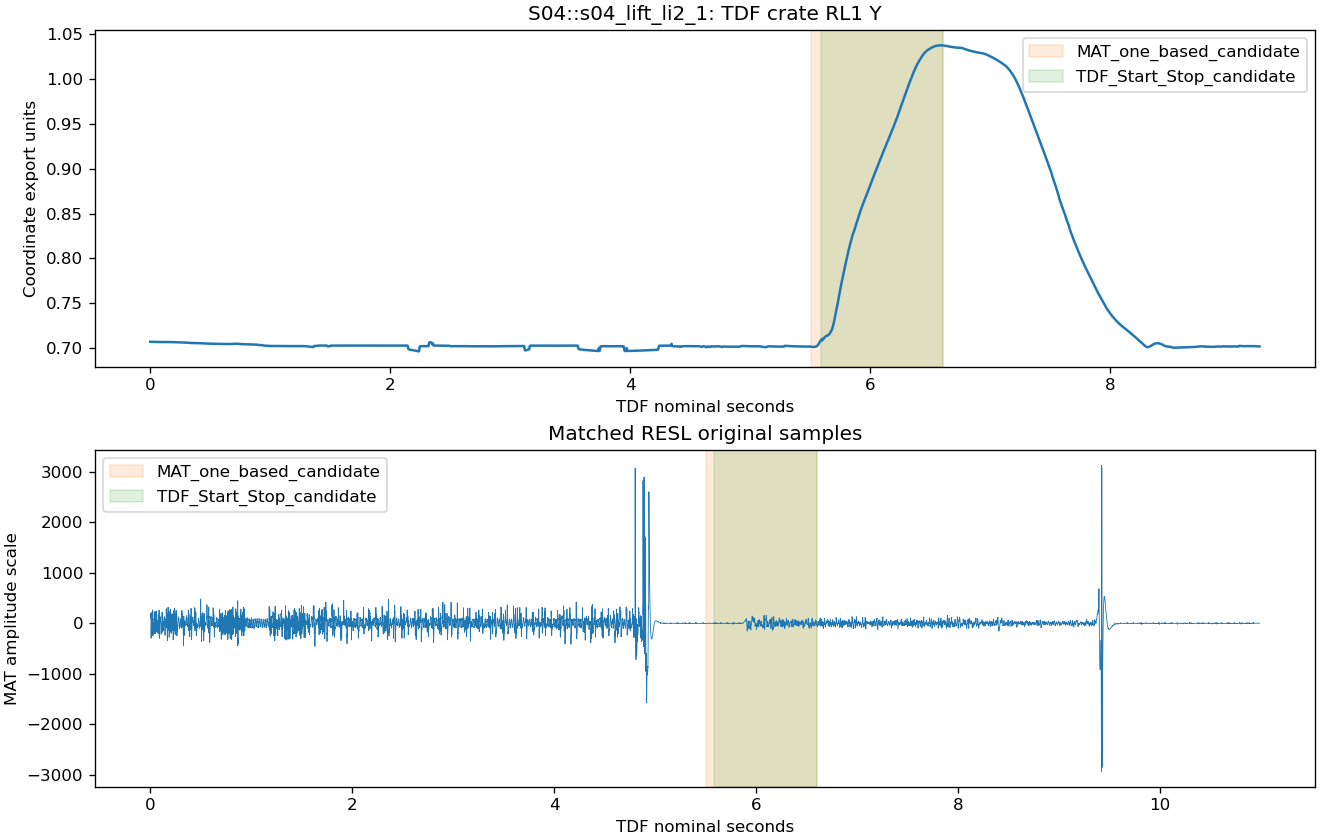 S04::s04_lift_li2_1: TDF crate RL1 Y
1.05
1.00
0.95
0.90
0.85
0.80
0.75
0.70
Coordinate export units
MAT_one_based_candidate
TDF_Start_Stop_candidate
0 2 4 6 8
TDF nominal seconds
Matched RESL original samples
3000
2000
1000
0
−1000
−2000
−3000
MAT amplitude scale
MAT_one_based_candidate
TDF_Start_Stop_candidate
0 2 4 6 8 10
TDF nominal seconds